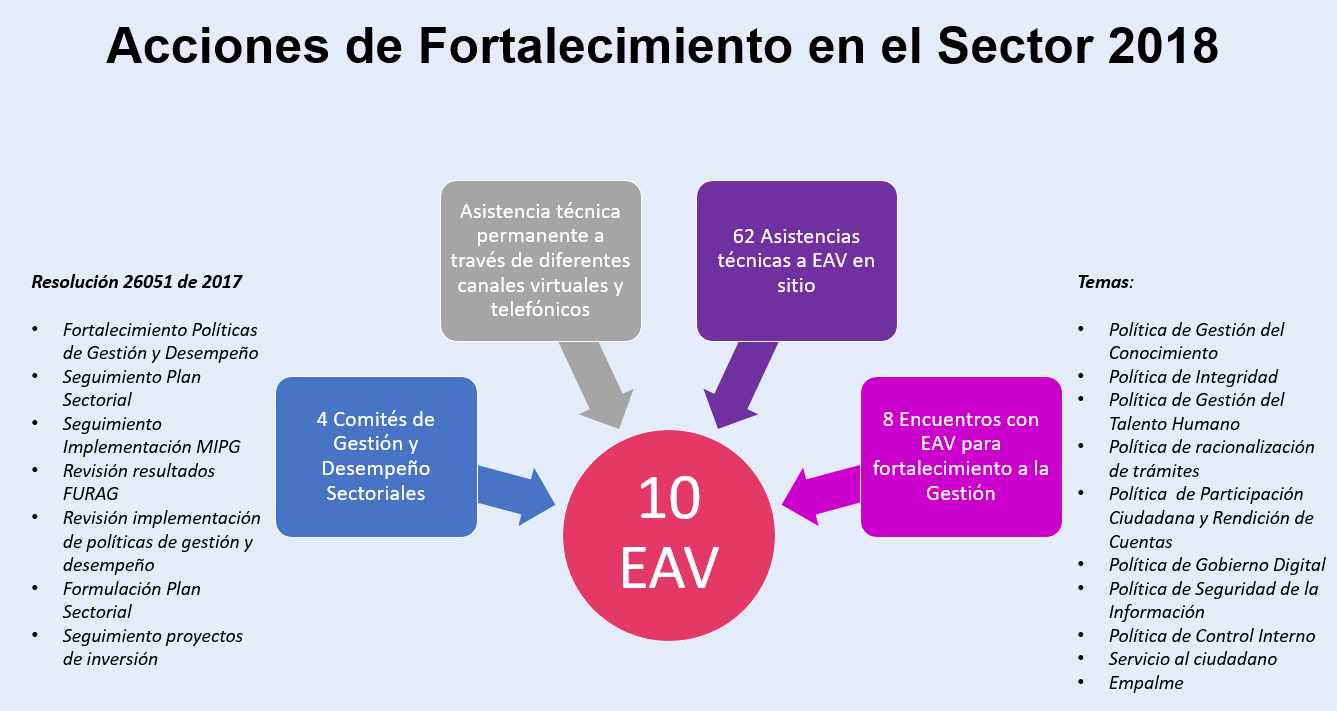 Acciones de Fortalecimiento en el Sector 2018
Resolución 26051 de 2017
• Fortalecimiento Políticas
de Gestión y Desempeño
• Seguimiento Plan
Sectorial
• Seguimiento
Implementación MIPG
• Revisión resultados
FURAG
• Revisión implementación
de políticas de gestión y
desempeño
• Formulación Plan
Sectorial
• Seguimiento proyectos
de inversión
4 Comités de
Gestión y
Desempeño
Sectoriales
Asistencia técnica
permanente a
través de diferentes
canales virtuales y
telefónicos
62 Asistencias
técnicas a EAV en
sitio
8 Encuentros con
EAV para
fortalecimiento a la
Gestión
10
EAV
Temas:
• Política de Gestión del
Conocimiento
• Política de Integridad
• Política de Gestión del
Talento Humano
• Política de racionalización
de trámites
• Política  de Participación
Ciudadana y Rendición de
Cuentas
• Política de Gobierno Digital
• Política de Seguridad de la
Información
• Política de Control Interno
• Servicio al ciudadano
• Empalme